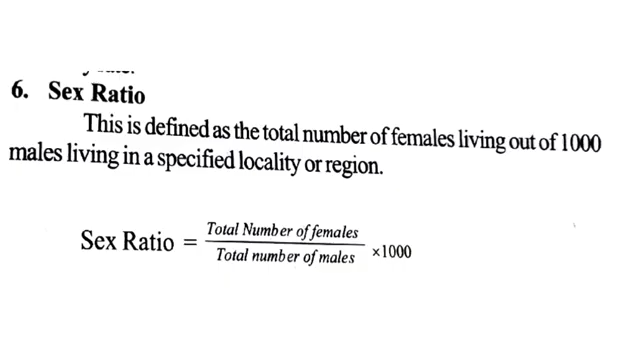 6. Sex Ratio
This is defined as the total number of females living out of 1000
males living in a specified locality or region.
Sex Ratio = Total Number of females / Total number of males ×1000